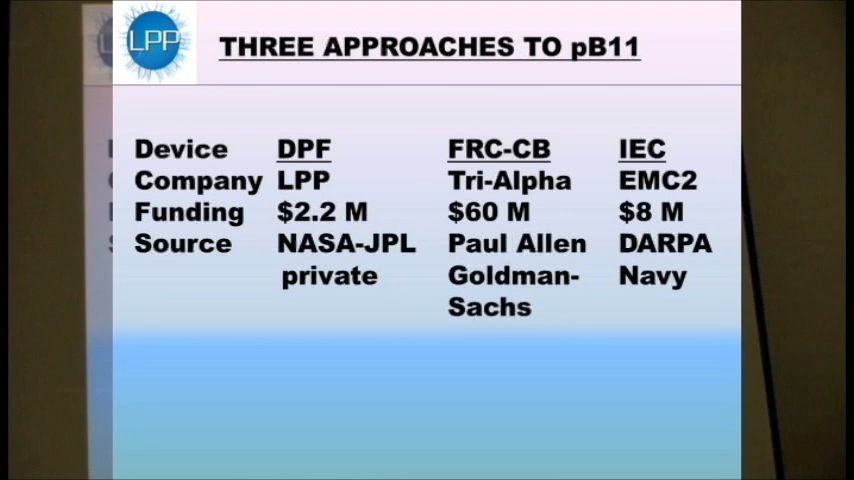 LPP
THREE APPROACHES TO pB11
Device DPF FRC-CB IEC
Company LPP Tri-Alpha EMC2
Funding $2.2 M $60 M $8 M
Source NASA-JPL Paul Allen DARPA
private Goldman- Navy
Sachs